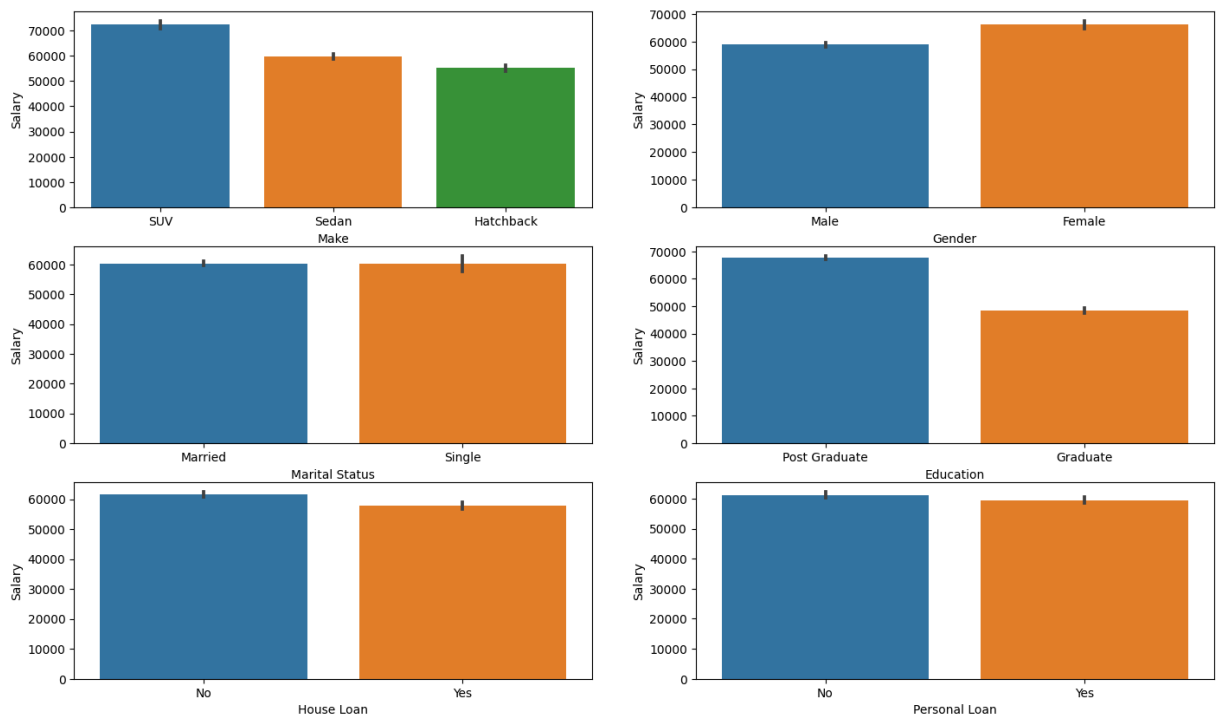 70000
60000
50000
40000
30000
20000
10000
0
Salary
SUV Sedan Hatchback
Make
70000
60000
50000
40000
30000
20000
10000
0
Salary
Male Female
Gender
60000
50000
40000
30000
20000
10000
0
Salary
Married Single
Marital Status
70000
60000
50000
40000
30000
20000
10000
0
Salary
Post Graduate Graduate
Education
60000
50000
40000
30000
20000
10000
0
Salary
No Yes
House Loan
60000
50000
40000
30000
20000
10000
0
Salary
No Yes
Personal Loan